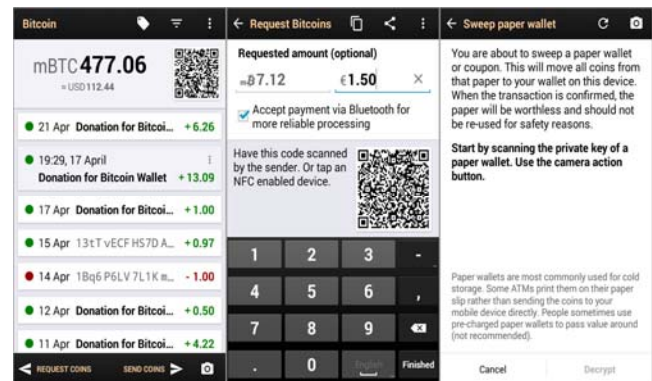 Bitcoin
mBTC 477.06
≈ USD 112.44
21 Apr Donation for Bitcoi... +6.26
19:29, 17 April
Donation for Bitcoin Wallet +13.09
17 Apr Donation for Bitcoi... +1.00
15 Apr 13tT vECF HS7D A... +0.97
14 Apr 1Bq6 P6LV 7L1K m... -1.00
12 Apr Donation for Bitcoi... +0.50
11 Apr Donation for Bitcoi... +4.22
REQUEST COINS SEND COINS
Request Bitcoins
Requested amount (optional)
mɃ7.12 €1.50
Accept payment via Bluetooth for
more reliable processing
Have this code scanned
by the sender. Or tap an
NFC enabled device.
1 2 3 -
4 5 6 ,
7 8 9
. 0 English Finished
Sweep paper wallet
You are about to sweep a paper wallet
or coupon. This will move all coins from
that paper to your wallet on this device.
When the transaction is confirmed, the
paper will be worthless and should not
be re-used for safety reasons.
Start by scanning the private key of a
paper wallet. Use the camera action
button.
Paper wallets are most commonly used for cold
storage. Some ATMs print them on their paper
slip rather than sending the coins to your
mobile device directly. People sometimes use
pre-charged paper wallets to pass value around
(not recommended).
Cancel Decrypt